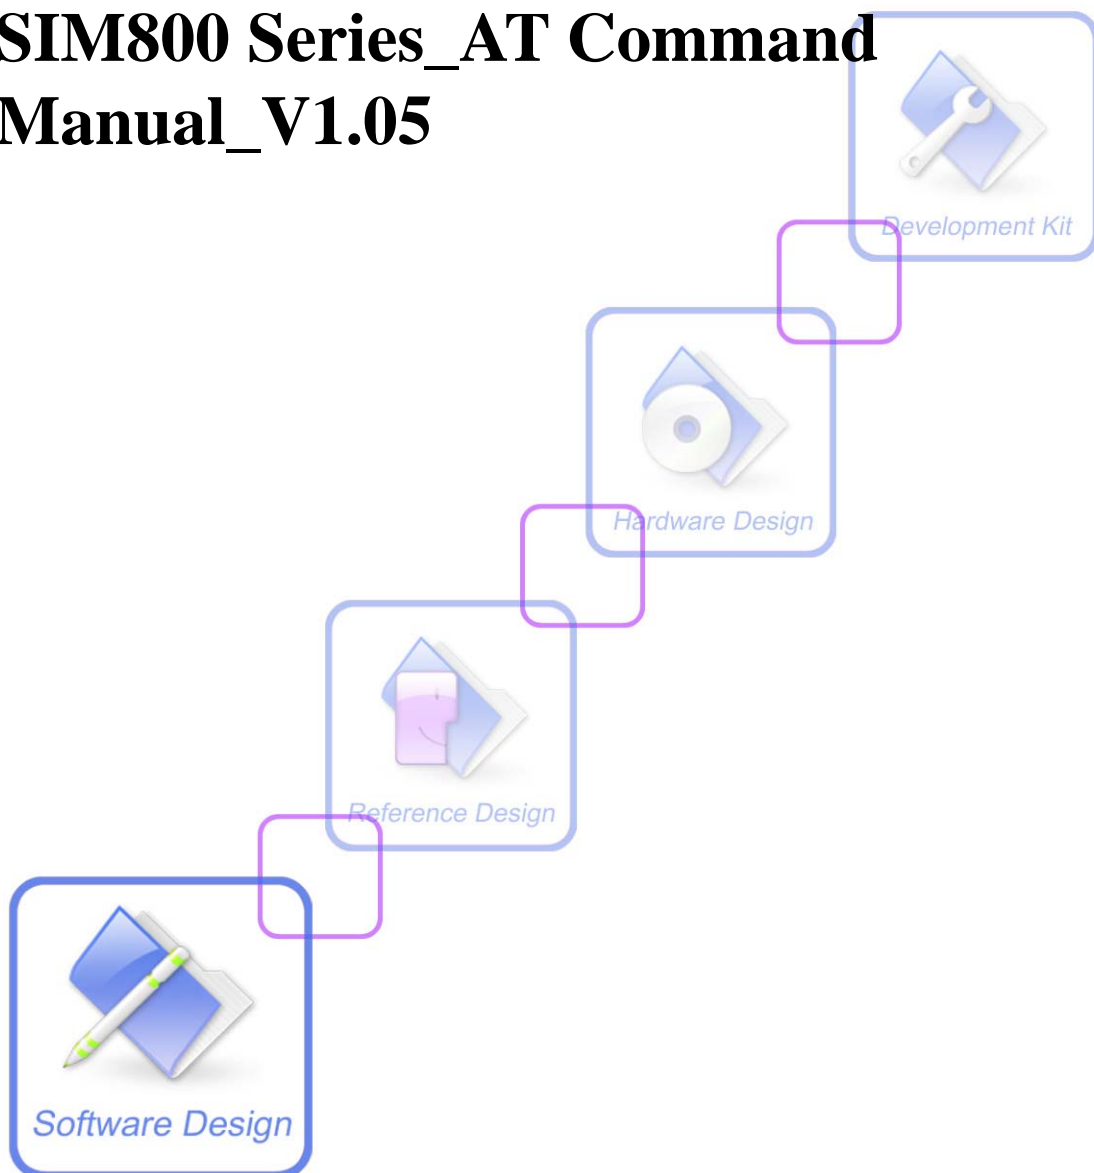 SIM800 Series_AT Command
Manual_V1.05
Development Kit
Hardware Design
Reference Design
Software Design